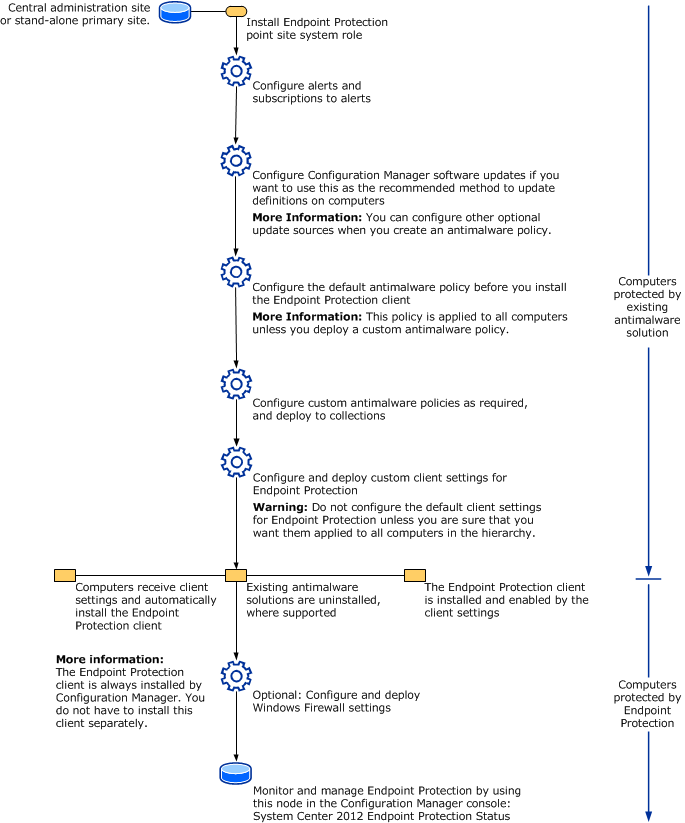 Central administration site
or stand-alone primary site.
Install Endpoint Protection
point site system role
Configure alerts and
subscriptions to alerts
Configure Configuration Manager software updates if you
want to use this as the recommended method to update
definitions on computers
More Information: You can configure other optional
update sources when you create an antimalware policy.
Configure the default antimalware policy before you install
the Endpoint Protection client
More Information: This policy is applied to all computers
unless you deploy a custom antimalware policy.
Computers
protected by
existing
antimalware
solution
Configure custom antimalware policies as required,
and deploy to collections
Configure and deploy custom client settings for
Endpoint Protection
Warning: Do not configure the default client settings
for Endpoint Protection unless you are sure that you
want them applied to all computers in the hierarchy.
Computers receive client
settings and automatically
install the Endpoint
Protection client
Existing antimalware
solutions are uninstalled,
where supported
The Endpoint Protection client
is installed and enabled by the
client settings
More information:
The Endpoint Protection
client is always installed by
Configuration Manager. You
do not have to install this
client separately.
Optional: Configure and deploy
Windows Firewall settings
Computers
protected by
Endpoint
Protection
Monitor and manage Endpoint Protection by using
this node in the Configuration Manager console:
System Center 2012 Endpoint Protection Status